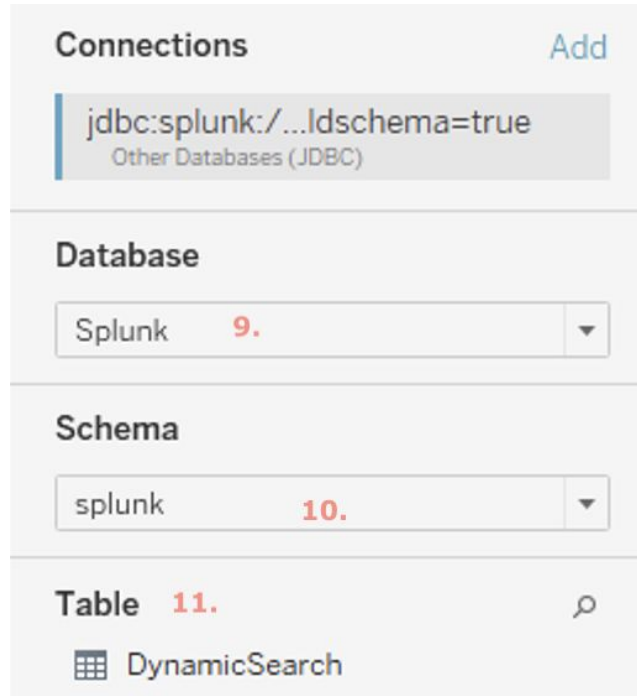 Connections Add
jdbc:splunk:/...ldschema=true
Other Databases (JDBC)
Database
Splunk 9.
Schema
splunk 10.
Table 11.
DynamicSearch